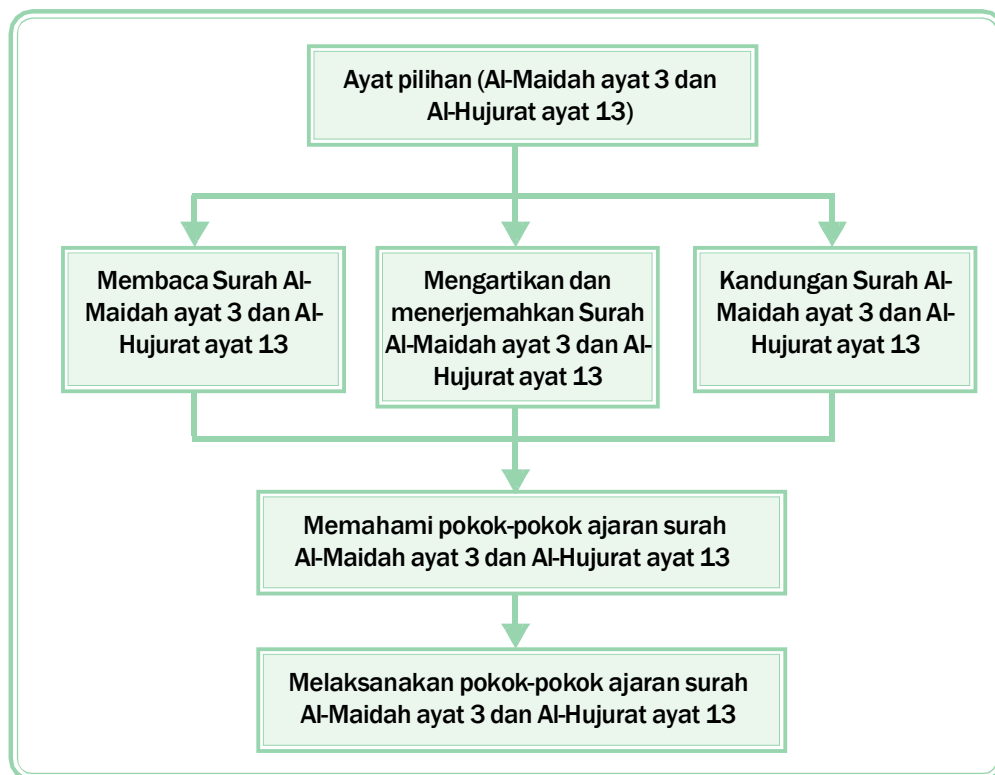 Ayat pilihan (Al-Maidah ayat 3 dan
Al-Hujurat ayat 13)
Membaca Surah Al-
Maidah ayat 3 dan Al-
Hujurat ayat 13
Mengartikan dan
menerjemahkan Surah
Al-Maidah ayat 3 dan Al-
Hujurat ayat 13
Kandungan Surah Al-
Maidah ayat 3 dan Al-
Hujurat ayat 13
Memahami pokok-pokok ajaran surah
Al-Maidah ayat 3 dan Al-Hujurat ayat 13
Melaksanakan pokok-pokok ajaran surah
Al-Maidah ayat 3 dan Al-Hujurat ayat 13